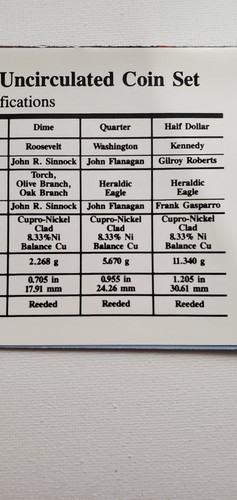 Uncirculated Coin Set
fications
Dime Quarter Half Dollar
Roosevelt Washington Kennedy
John R. Sinnock John Flanagan Gilroy Roberts
Torch,
Olive Branch, Heraldic Heraldic
Oak Branch Eagle Eagle
John R. Sinnock John Flanagan Frank Gasparro
Cupro-Nickel Cupro-Nickel Cupro-Nickel
Clad Clad Clad
8.33%Ni 8.33% Ni 8.33% Ni
Balance Cu Balance Cu Balance Cu
2.268 g 5.670 g 11.340 g
0.705 in 0.955 in 1.205 in
17.91 mm 24.26 mm 30.61 mm
Reeded Reeded Reeded